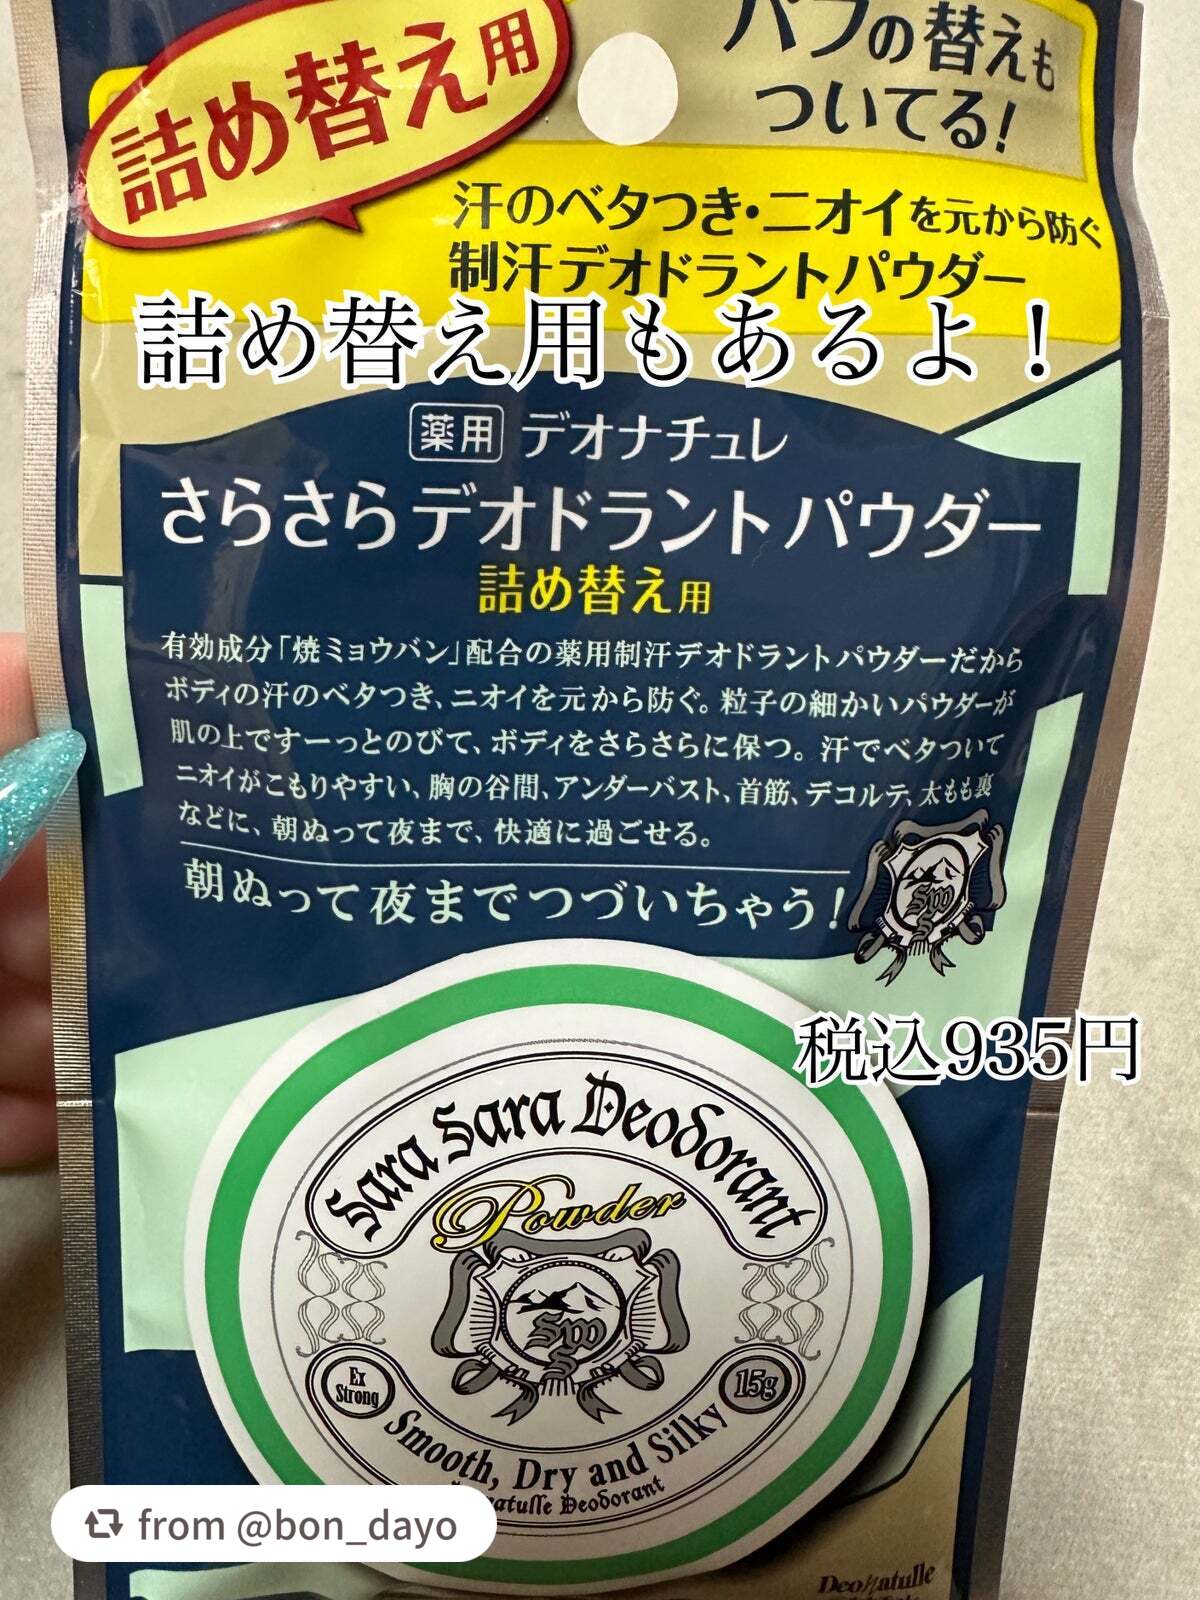 詰め替え用
パフの替えも
ついてる!
汗のベタつき・ニオイを元から防ぐ
制汗デオドラントパウダー
詰め替え用もあるよ！
薬用 デオナチュレ
さらさらデオドラントパウダー
詰め替え用
有効成分「焼ミョウバン」配合の薬用制汗デオドラントパウダーだから
ボディの汗のベタつき、ニオイを元から防ぐ。粒子の細かいパウダーが
肌の上ですーっとのびて、ボディをさらさらに保つ。汗でベタついて
ニオイがこもりやすい、胸の谷間、アンダーバスト、首筋、デコルテ、太もも裏
などに、朝ぬって夜まで、快適に過ごせる。
朝ぬって夜までつづいちゃう!
税込935円
Sara Sara Deodorant
Powder
Ex
Strong
15g
Smooth, Dry and Silky
Deodorant
from @bon_dayo
Deonatulle